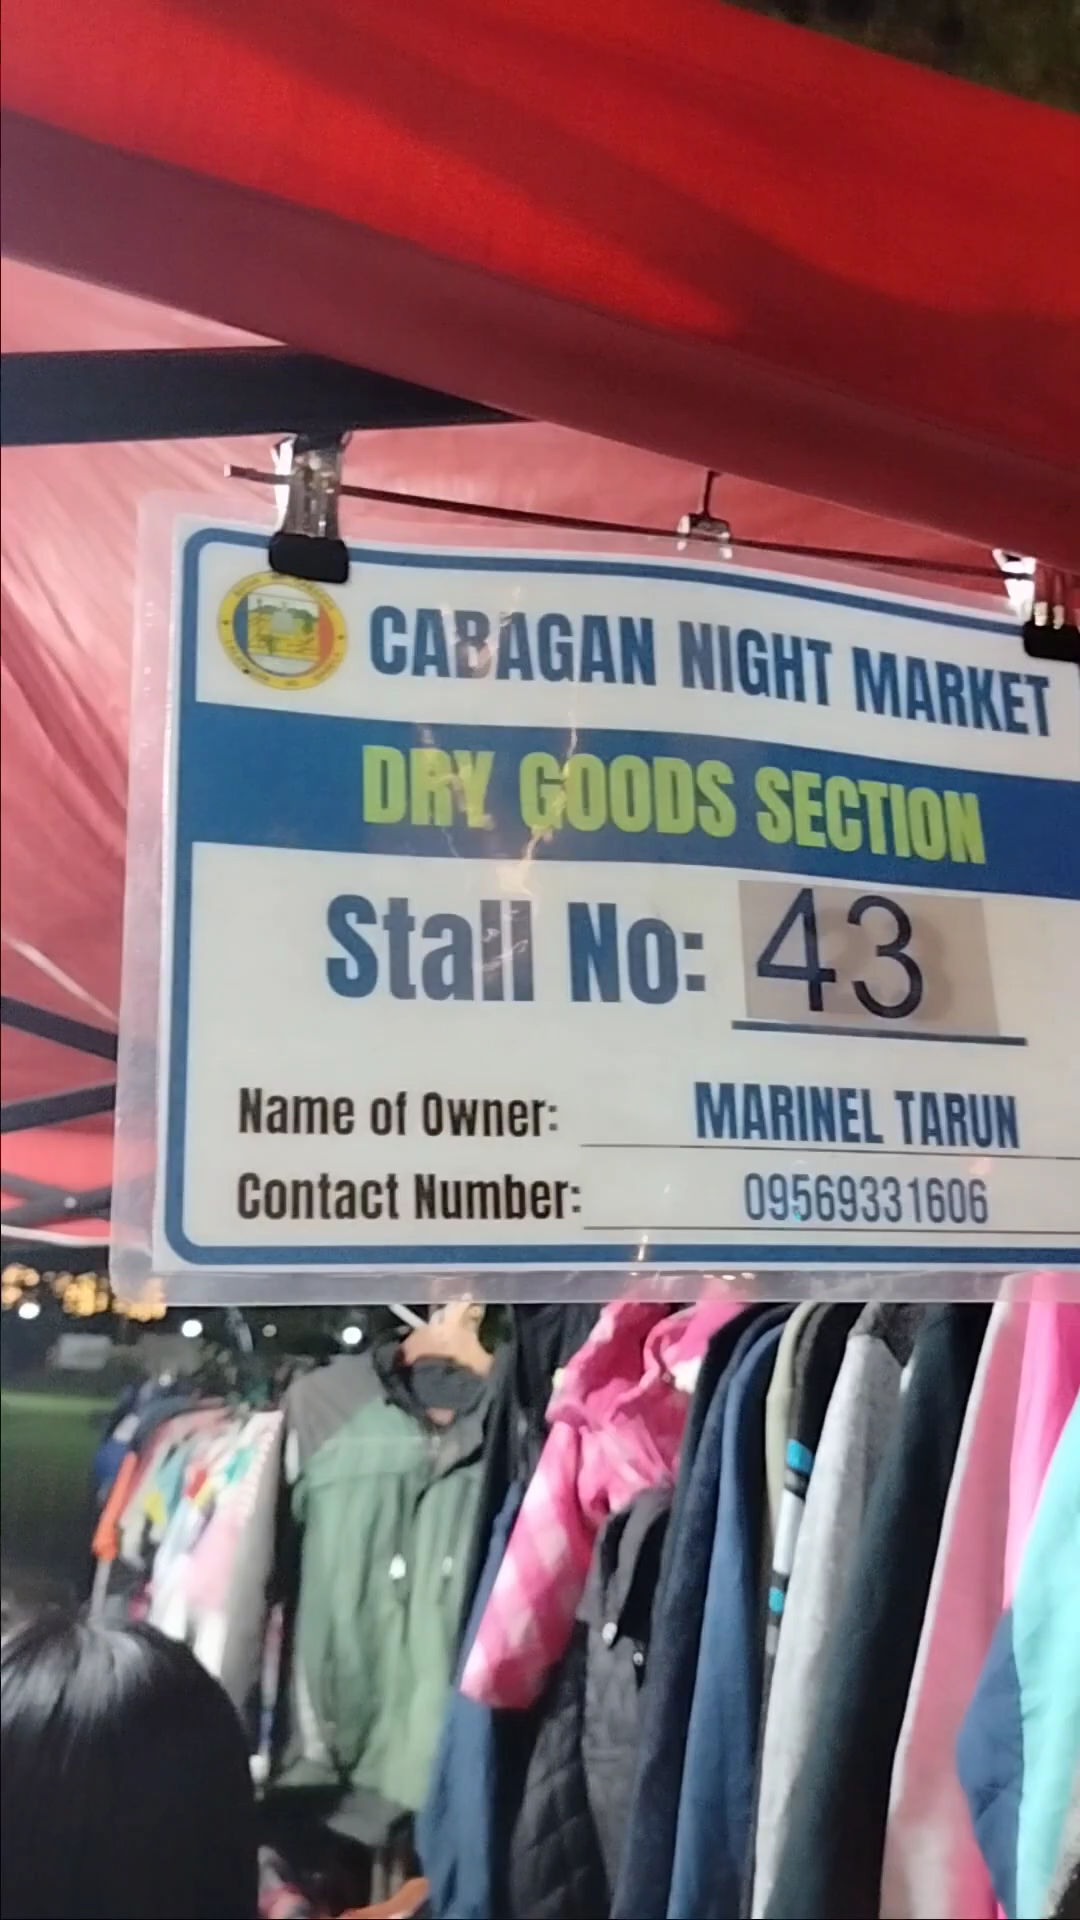 CABAGAN NIGHT MARKET
DRY GOODS SECTION
Stall No: 43
Name of Owner: MARINEL TARUN
Contact Number: 09569331606